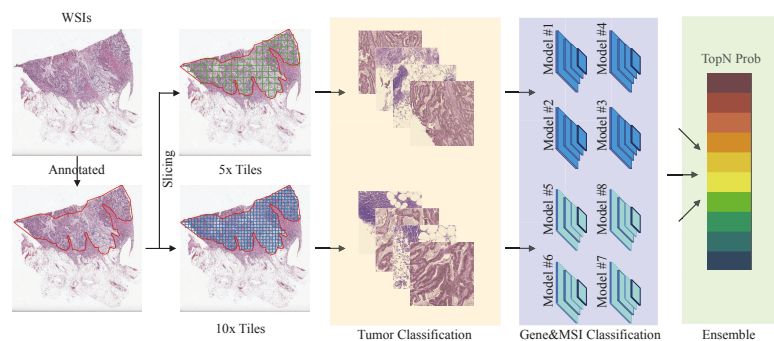 WSIs
Annotated
Slicing
5x Tiles
10x Tiles
Tumor Classification
Model #1
Model #4
Model #2
Model #3
Model #5
Model #8
Model #6
Model #7
Gene&MSI Classification
TopN Prob
Ensemble